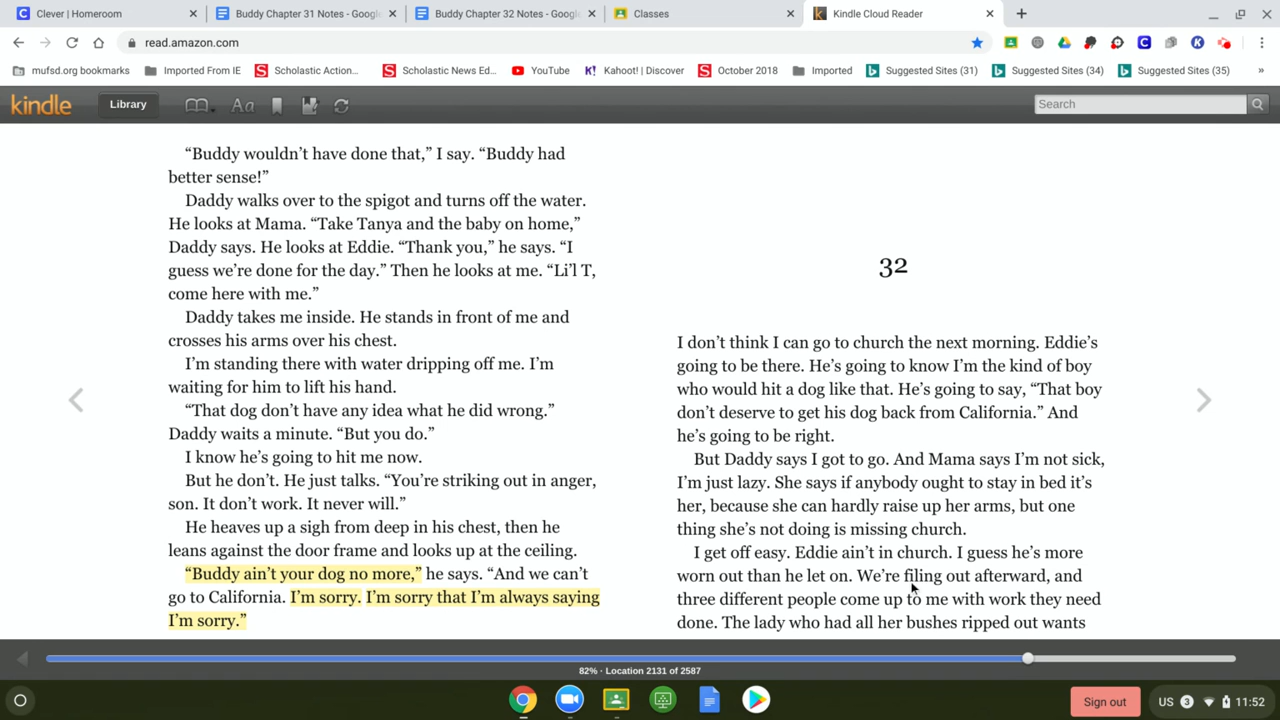 Clever | Homeroom
Buddy Chapter 31 Notes - Googl
Buddy Chapter 32 Notes - Googl
Classes
Kindle Cloud Reader
read.amazon.com
mufsd.org bookmarks
Imported From IE
Scholastic Action...
Scholastic News Ed...
YouTube
Kahoot! | Discover
October 2018
Imported
Suggested Sites (31)
Suggested Sites (34)
Suggested Sites (35)
»
kindle
Library
Aa
Search
“Buddy wouldn’t have done that,” I say. “Buddy had
better sense!”
Daddy walks over to the spigot and turns off the water.
He looks at Mama. “Take Tanya and the baby on home,”
Daddy says. He looks at Eddie. “Thank you,” he says. “I
guess we’re done for the day.” Then he looks at me. “Li’l T,
come here with me.”
Daddy takes me inside. He stands in front of me and
crosses his arms over his chest.
I’m standing there with water dripping off me. I’m
waiting for him to lift his hand.
“That dog don’t have any idea what he did wrong.”
Daddy waits a minute. “But you do.”
I know he’s going to hit me now.
But he don’t. He just talks. “You’re striking out in anger,
son. It don’t work. It never will.”
He heaves up a sigh from deep in his chest, then he
leans against the door frame and looks up at the ceiling.
“Buddy ain’t your dog no more,” he says. “And we can’t
go to California. I’m sorry. I’m sorry that I’m always saying
I’m sorry.”
32
I don’t think I can go to church the next morning. Eddie’s
going to be there. He’s going to know I’m the kind of boy
who would hit a dog like that. He’s going to say, “That boy
don’t deserve to get his dog back from California.” And
he’s going to be right.
But Daddy says I got to go. And Mama says I’m not sick,
I’m just lazy. She says if anybody ought to stay in bed it’s
her, because she can hardly raise up her arms, but one
thing she’s not doing is missing church.
I get off easy. Eddie ain’t in church. I guess he’s more
worn out than he let on. We’re filing out afterward, and
three different people come up to me with work they need
done. The lady who had all her bushes ripped out wants
82% · Location 2131 of 2587
Sign out
US
3
11:52